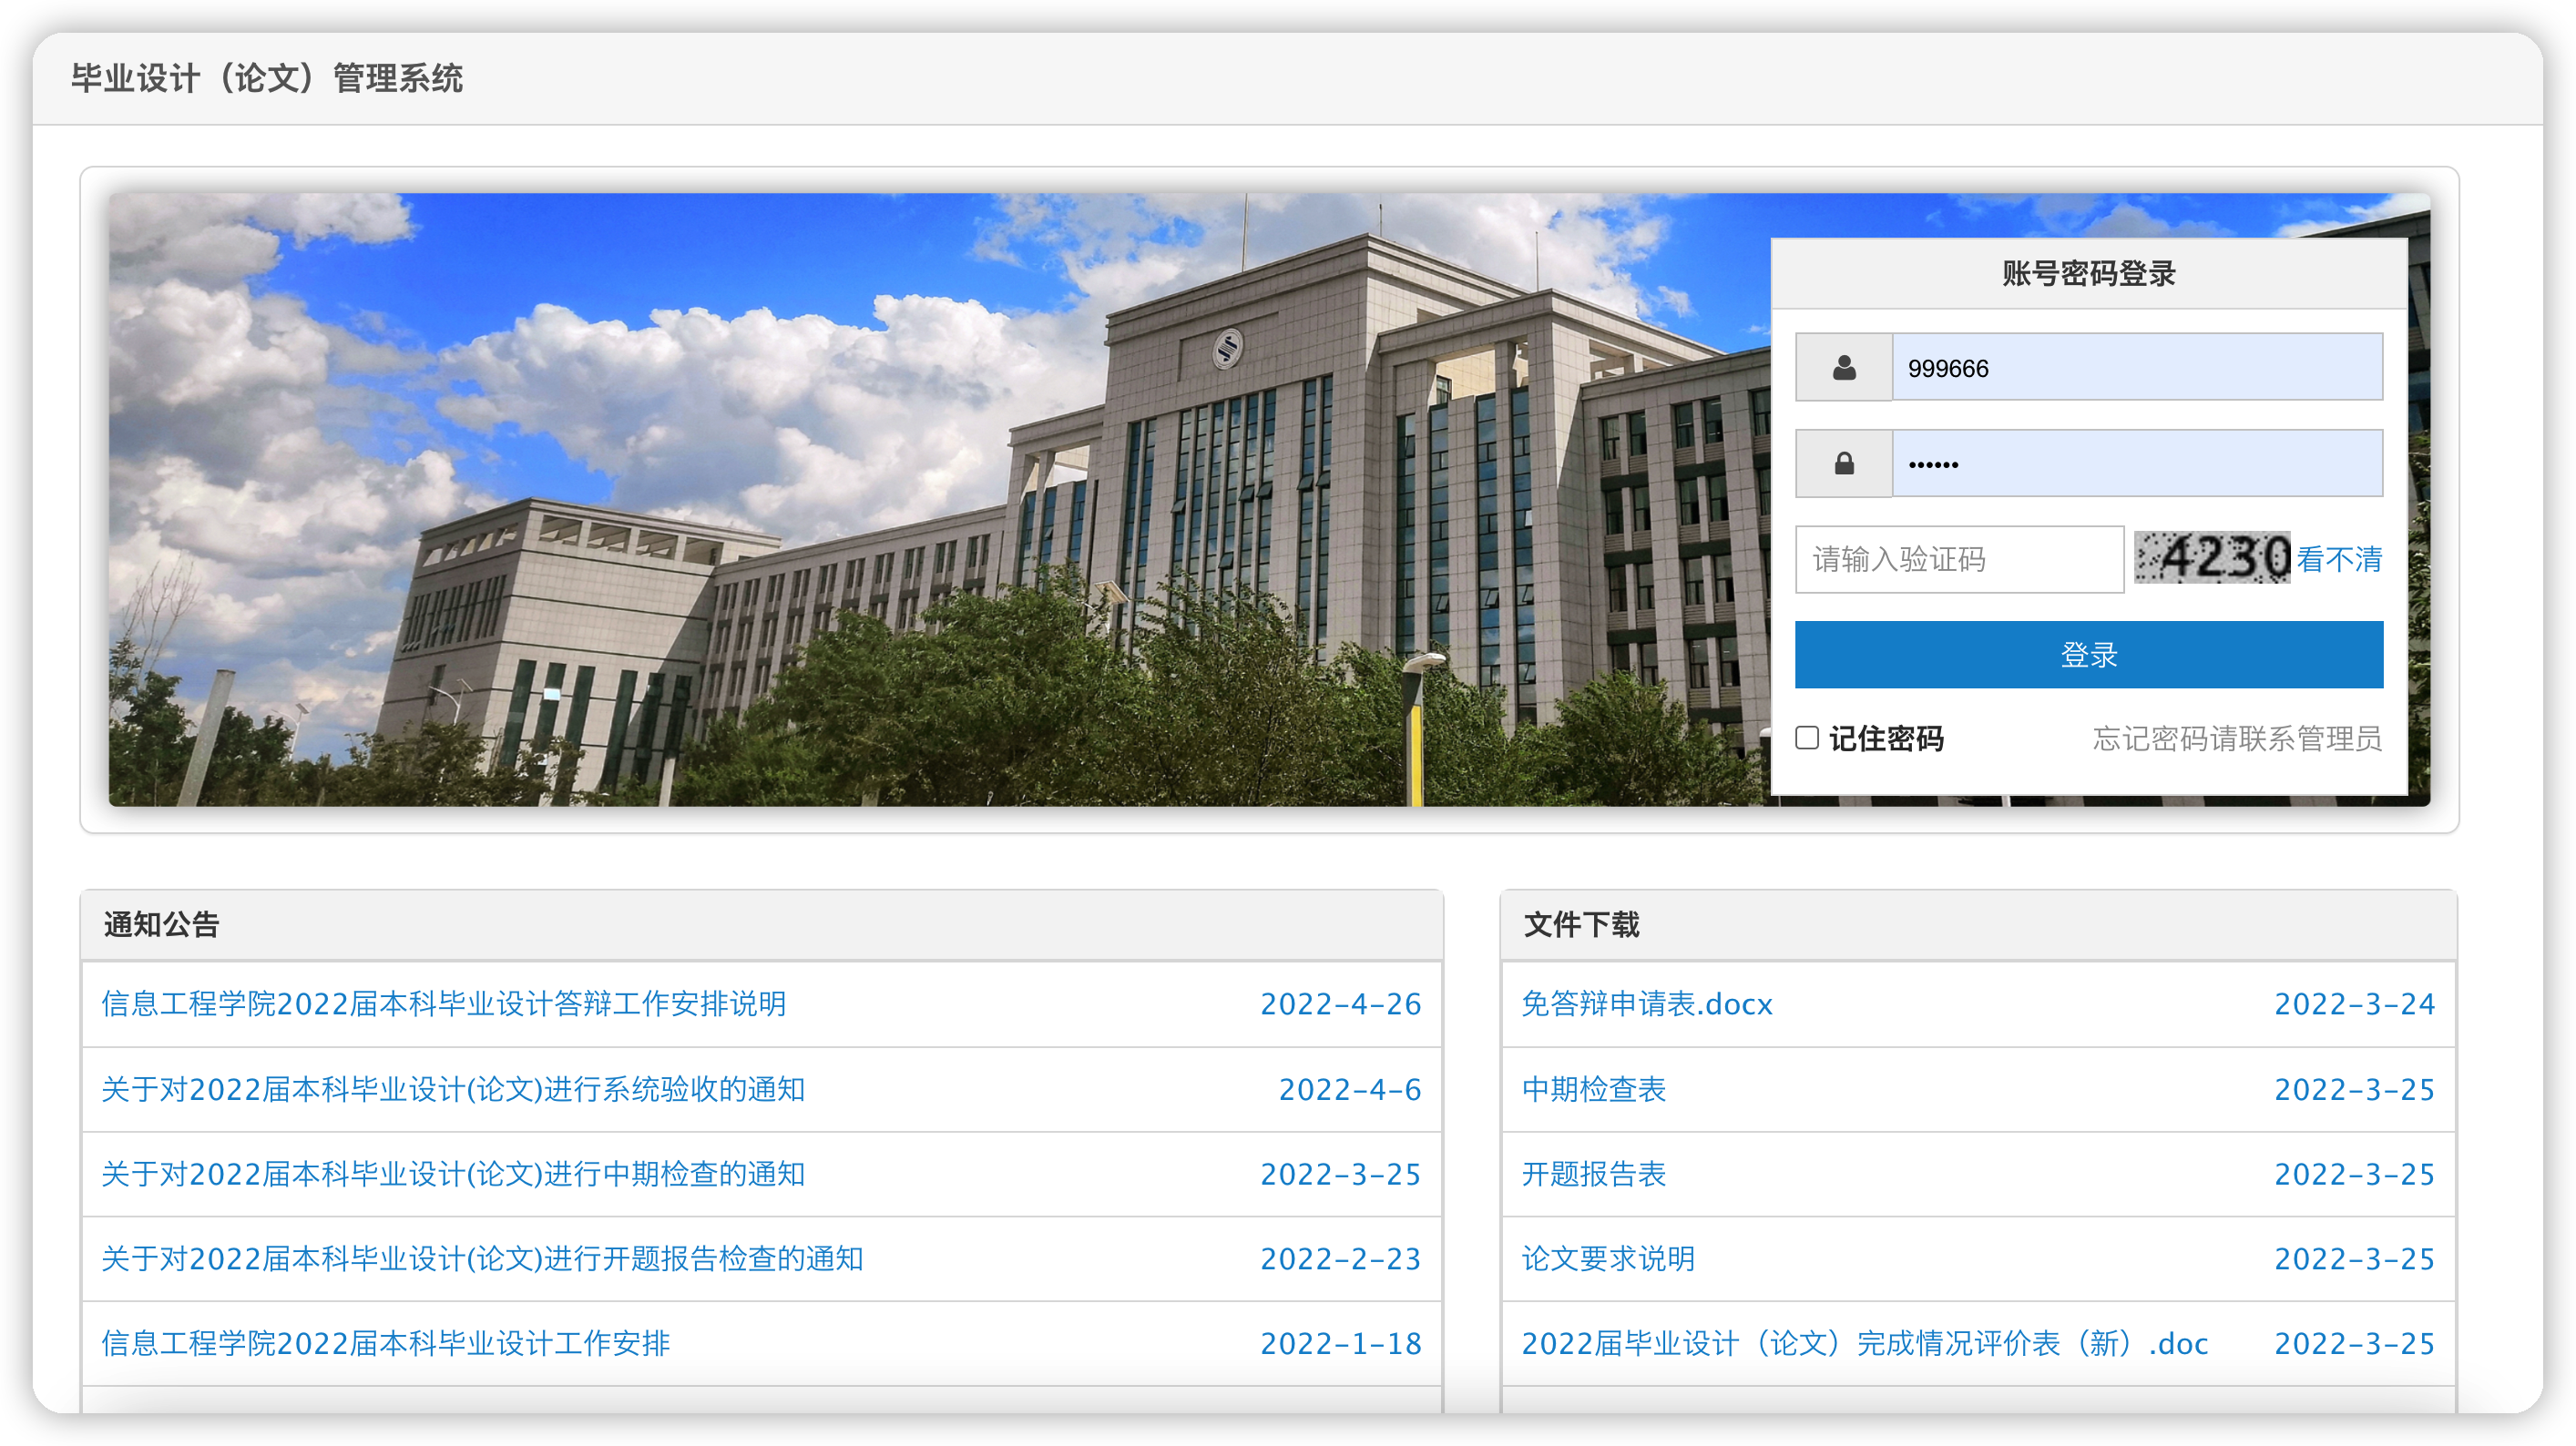 毕业设计（论文）管理系统
账号密码登录
999666
••••••
请输入验证码 4230 看不清
登录
记住密码 忘记密码请联系管理员
通知公告
信息工程学院2022届本科毕业设计答辩工作安排说明 2022-4-26
关于对2022届本科毕业设计(论文)进行系统验收的通知 2022-4-6
关于对2022届本科毕业设计(论文)进行中期检查的通知 2022-3-25
关于对2022届本科毕业设计(论文)进行开题报告检查的通知 2022-2-23
信息工程学院2022届本科毕业设计工作安排 2022-1-18
文件下载
免答辩申请表.docx 2022-3-24
中期检查表 2022-3-25
开题报告表 2022-3-25
论文要求说明 2022-3-25
2022届毕业设计（论文）完成情况评价表（新）.doc 2022-3-25